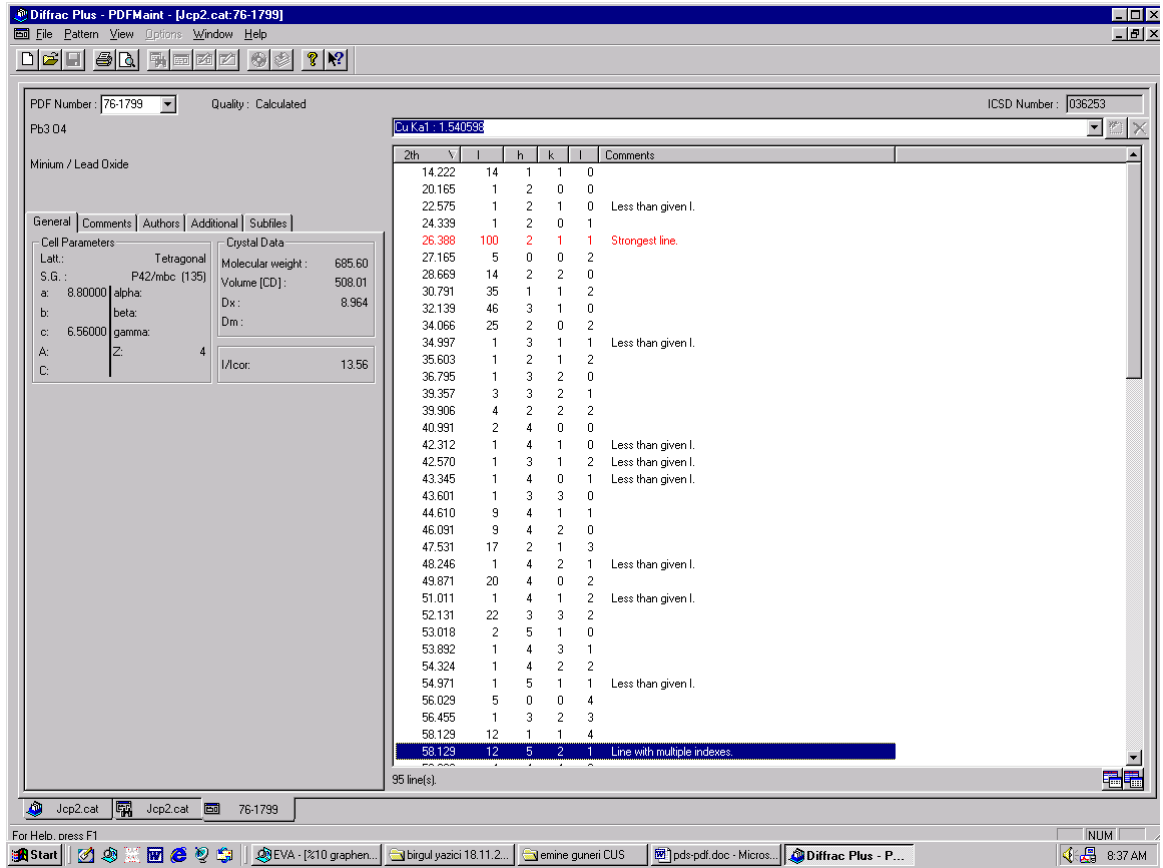 Diffrac Plus - PDFMaint - [Jcp2.cat:76-1799]
File Pattern View Options Window Help
PDF Number : 76-1799 Quality : Calculated ICSD Number : 036253
Pb3 O4
Cu Ka1 : 1.540598
Minium / Lead Oxide
General Comments Authors Additional Subfiles
Cell Parameters
Latt.: Tetragonal
S.G. : P42/mbc (135)
a: 8.80000 alpha:
b: beta:
c: 6.56000 gamma:
A: Z: 4
C:
Crystal Data
Molecular weight : 685.60
Volume [CD] : 508.01
Dx : 8.964
Dm :
I/Icor: 13.56
2th I h k l Comments
14.222 14 1 1 0
20.165 1 2 0 0
22.575 1 2 1 0 Less than given I.
24.339 1 2 0 1
26.388 100 2 1 1 Strongest line.
27.165 5 0 0 2
28.669 14 2 2 0
30.791 35 1 1 2
32.139 46 3 1 0
34.066 25 2 0 2
34.997 1 3 1 1 Less than given I.
35.603 1 2 1 2
36.795 1 3 2 0
39.357 3 3 2 1
39.906 4 2 2 2
40.991 2 4 0 0
42.312 1 4 1 0 Less than given I.
42.570 1 3 1 2 Less than given I.
43.345 1 4 0 1 Less than given I.
43.601 1 3 3 0
44.610 9 4 1 1
46.091 9 4 2 0
47.531 17 2 1 3
48.246 1 4 2 1 Less than given I.
49.871 20 4 0 2
51.011 1 4 1 2 Less than given I.
52.131 22 3 3 2
53.018 2 5 1 0
53.892 1 4 3 1
54.324 1 4 2 2
54.971 1 5 1 1 Less than given I.
56.029 5 0 0 4
56.455 1 3 2 3
58.129 12 1 1 4
58.129 12 5 2 1 Line with multiple indexes.
95 line(s).
Jcp2.cat Jcp2.cat 76-1799
For Help, press F1 NUM
Start EVA - [%10 graphen... birgul yazici 18.11.2... emine guneri CUS pds-pdf.doc - Micros... Diffrac Plus - P... 8:37 AM